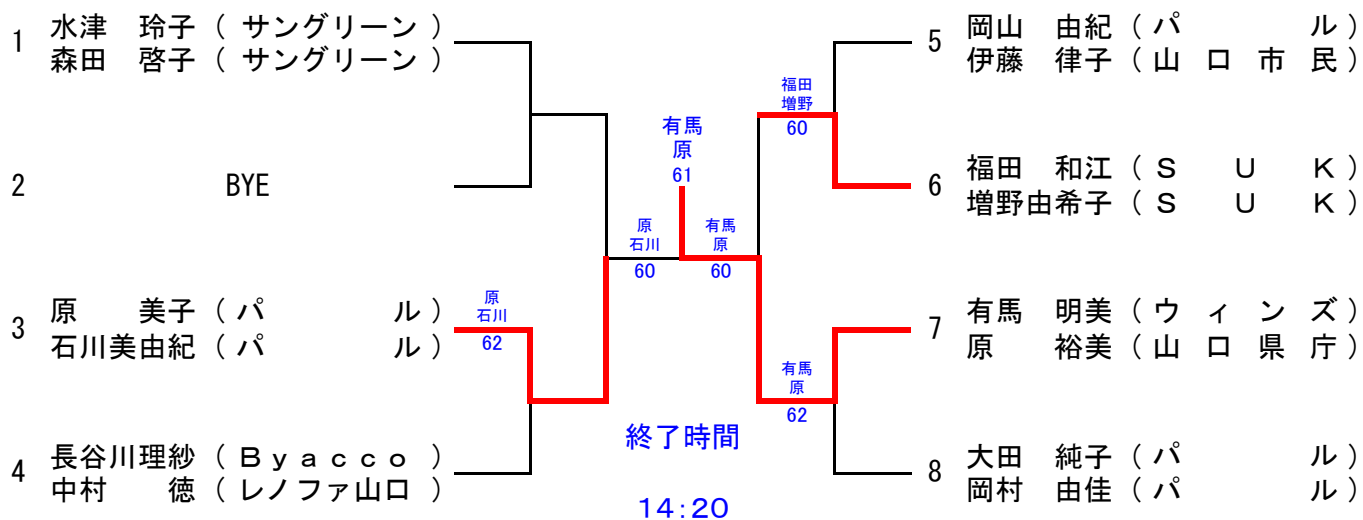 1 水津 玲子（サングリーン）
森田 啓子（サングリーン）
2 BYE
3 原 美子（パ ル）
石川美由紀（パ ル）
4 長谷川理紗（Ｂｙａｃｃｏ）
中村 徳（レノファ山口）
原
石川
62
原
石川
60
有馬
原
61
有馬
原
60
福田
増野
60
有馬
原
62
終了時間
14:20
5 岡山 由紀（パ ル）
伊藤 律子（山 口 市 民）
6 福田 和江（Ｓ Ｕ Ｋ）
増野由希子（Ｓ Ｕ Ｋ）
7 有馬 明美（ウ ィ ン ズ）
原 裕美（山 口 県 庁）
8 大田 純子（パ ル）
岡村 由佳（パ ル）